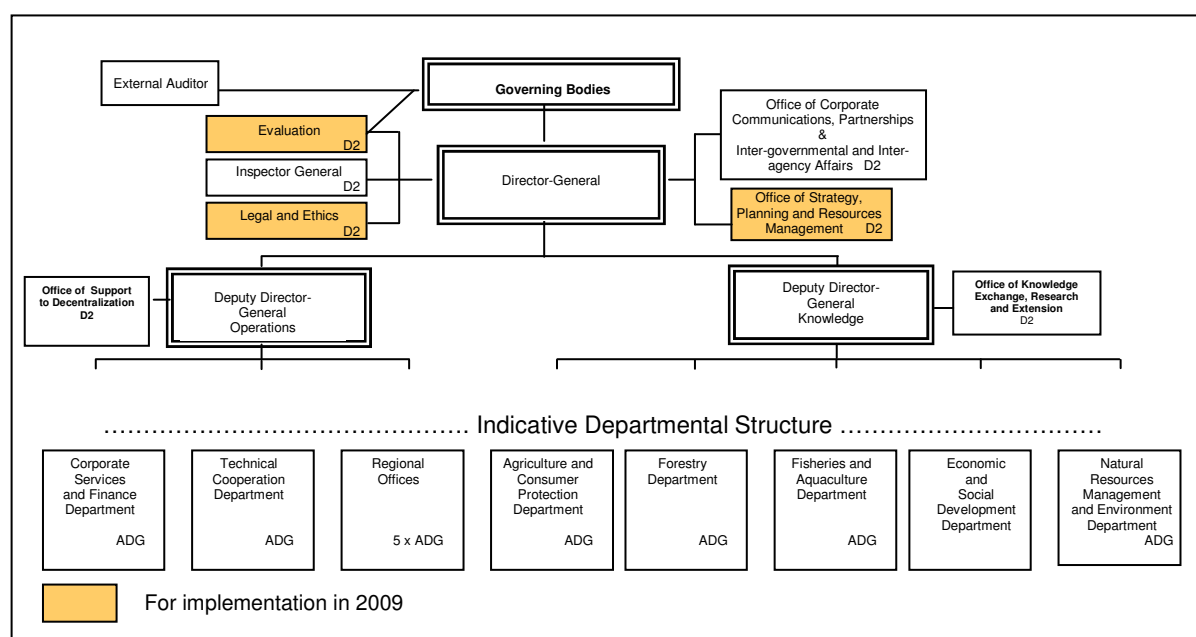 External Auditor
Governing Bodies
Office of Corporate
Communications, Partnerships
&
Inter-governmental and Inter-
agency Affairs D2
Evaluation
D2
Inspector General
D2
Legal and Ethics
D2
Director-General
Office of Strategy,
Planning and Resources
Management D2
Office of Support
to Decentralization
D2
Deputy Director-
General
Operations
Deputy Director-
General
Knowledge
Office of Knowledge
Exchange, Research
and Extension
D2
…………………………………………….. Indicative Departmental Structure ……………………………….
Corporate
Services
and Finance
Department
ADG
Technical
Cooperation
Department
ADG
Regional
Offices
5 x ADG
Agriculture and
Consumer
Protection
Department
ADG
Forestry
Department
ADG
Fisheries and
Aquaculture
Department
ADG
Economic
and
Social
Development
Department
Natural
Resources
Management
and Environment
Department
ADG
For implementation in 2009